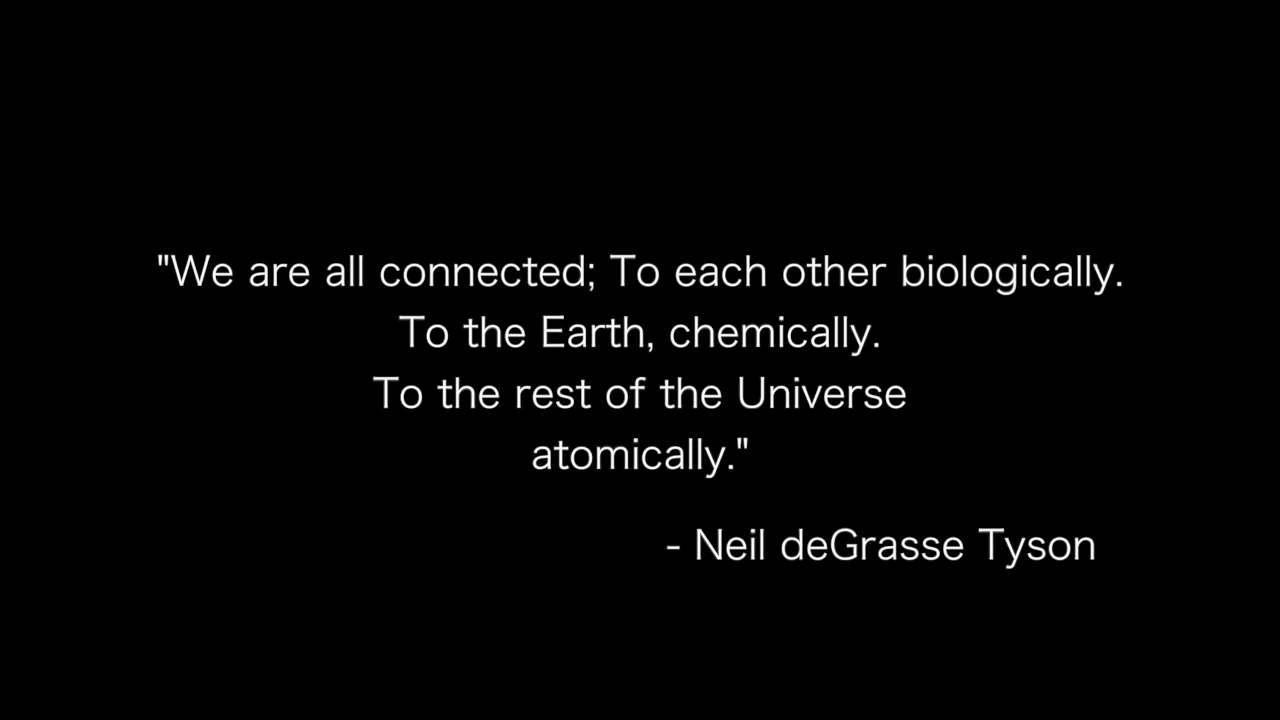 "We are all connected; To each other biologically.
To the Earth, chemically.
To the rest of the Universe
atomically."
- Neil deGrasse Tyson